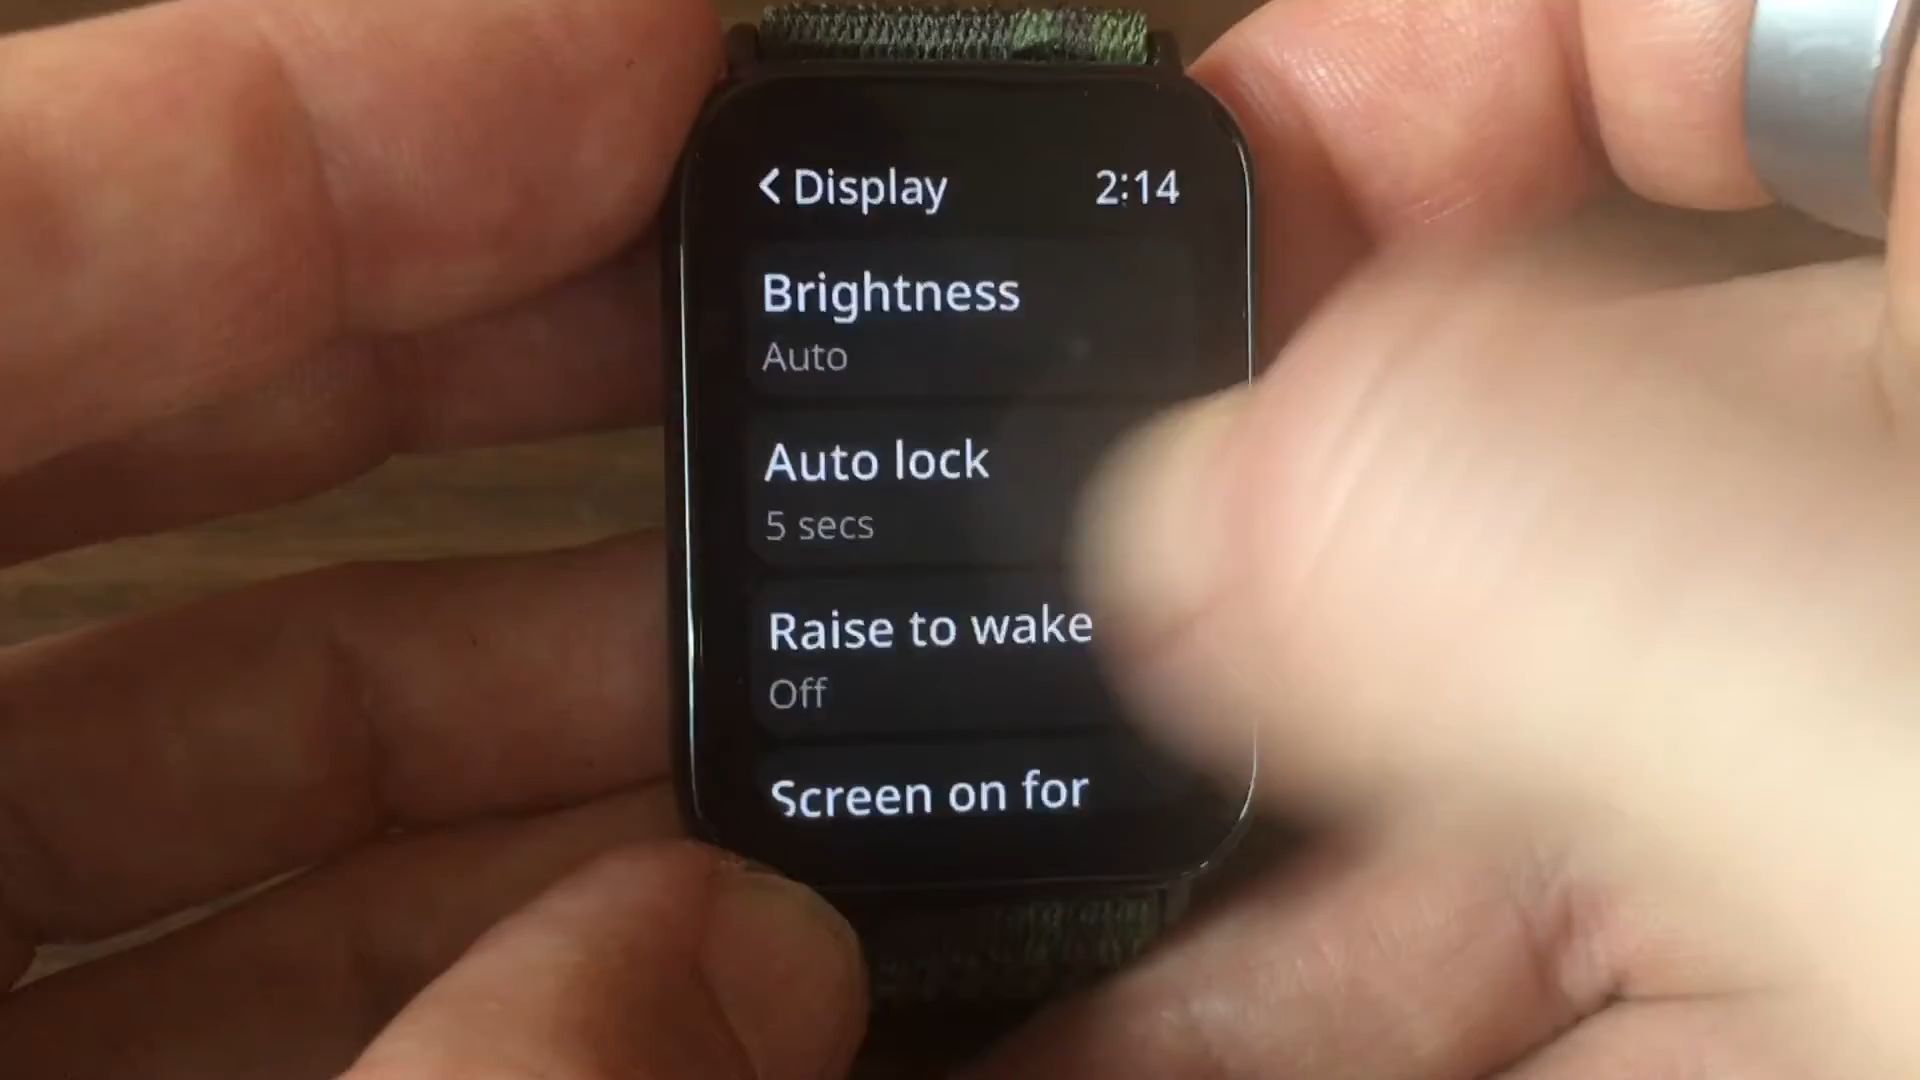 Display 2:14
Brightness
Auto
Auto lock
5 secs
Raise to wake
Off
Screen on for